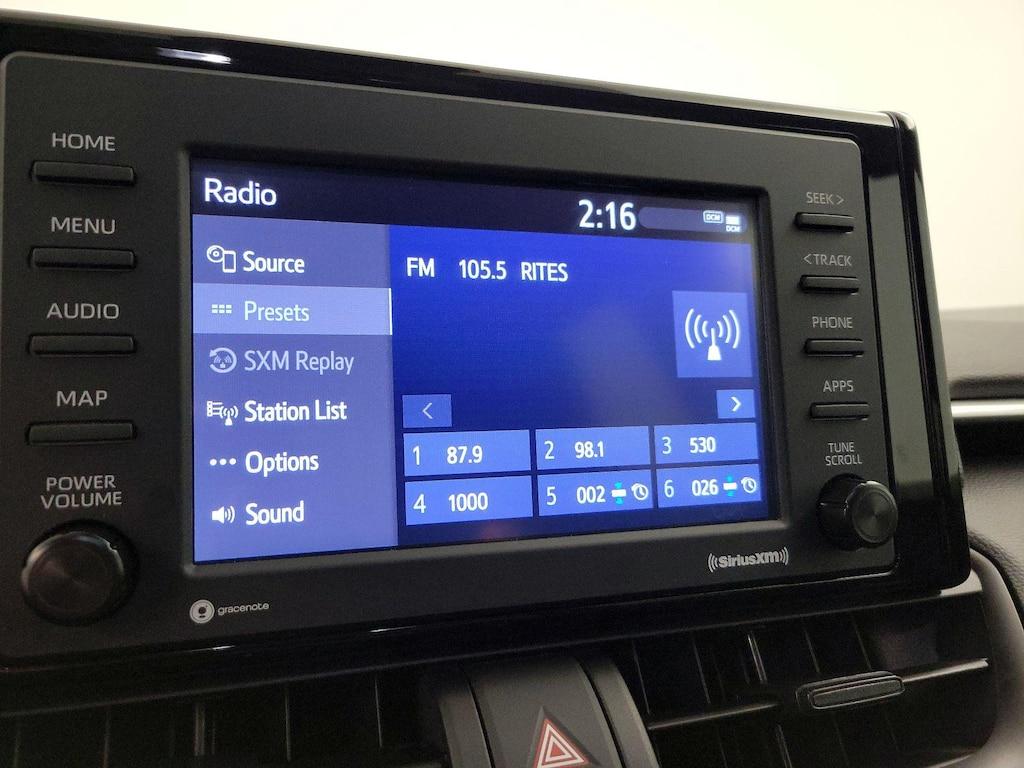 HOME
MENU
AUDIO
MAP
POWER
VOLUME
Radio
2:16
DCM
DCM
Source
Presets
SXM Replay
Station List
Options
Sound
FM 105.5 RITES
<
>
1 87.9
2 98.1
3 530
4 1000
5 002
6 026
SEEK >
< TRACK
PHONE
APPS
TUNE
SCROLL
gracenote
((SiriusXM))